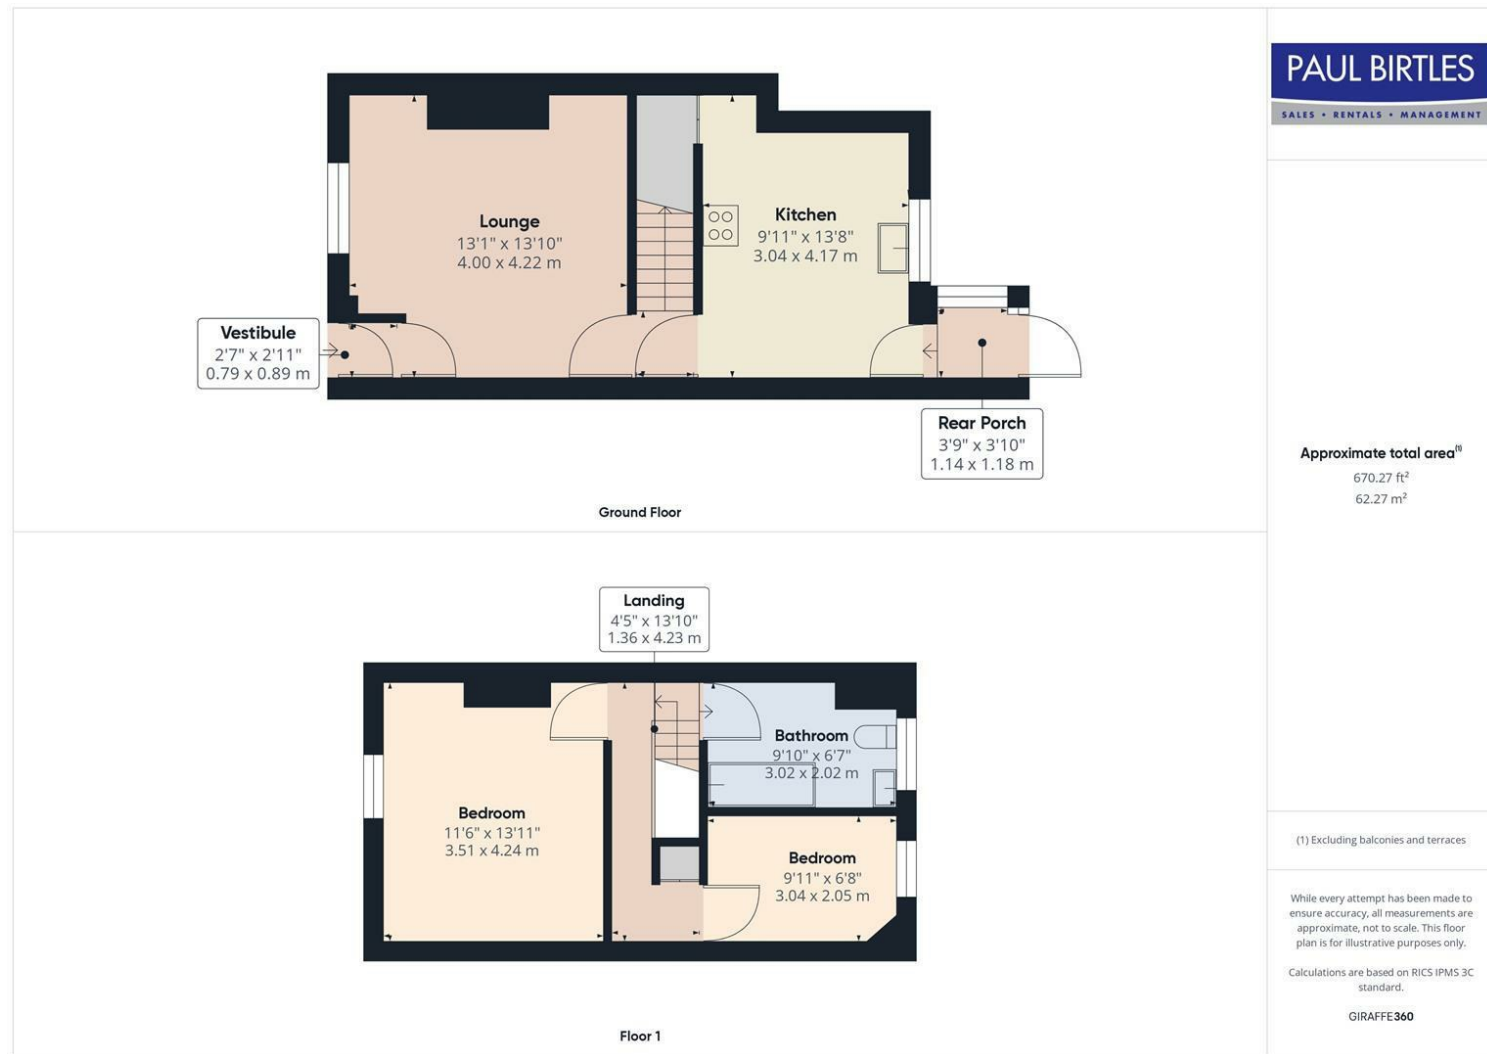 Lounge
13'1" x 13'10"
4.00 x 4.22 m
Kitchen
9'11" x 13'8"
3.04 x 4.17 m
Vestibule
2'7" x 2'11"
0.79 x 0.89 m
Rear Porch
3'9" x 3'10"
1.14 x 1.18 m
Ground Floor
Landing
4'5" x 13'10"
1.36 x 4.23 m
Bathroom
9'10" x 6'7"
3.02 x 2.02 m
Bedroom
11'6" x 13'11"
3.51 x 4.24 m
Bedroom
9'11" x 6'8"
3.04 x 2.05 m
Floor 1
PAUL BIRTLES
SALES • RENTALS • MANAGEMENT
Approximate total area(1)
670.27 ft²
62.27 m²
(1) Excluding balconies and terraces
While every attempt has been made to
ensure accuracy, all measurements are
approximate, not to scale. This floor
plan is for illustrative purposes only.
Calculations are based on RICS IPMS 3C
standard.
GIRAFFE360